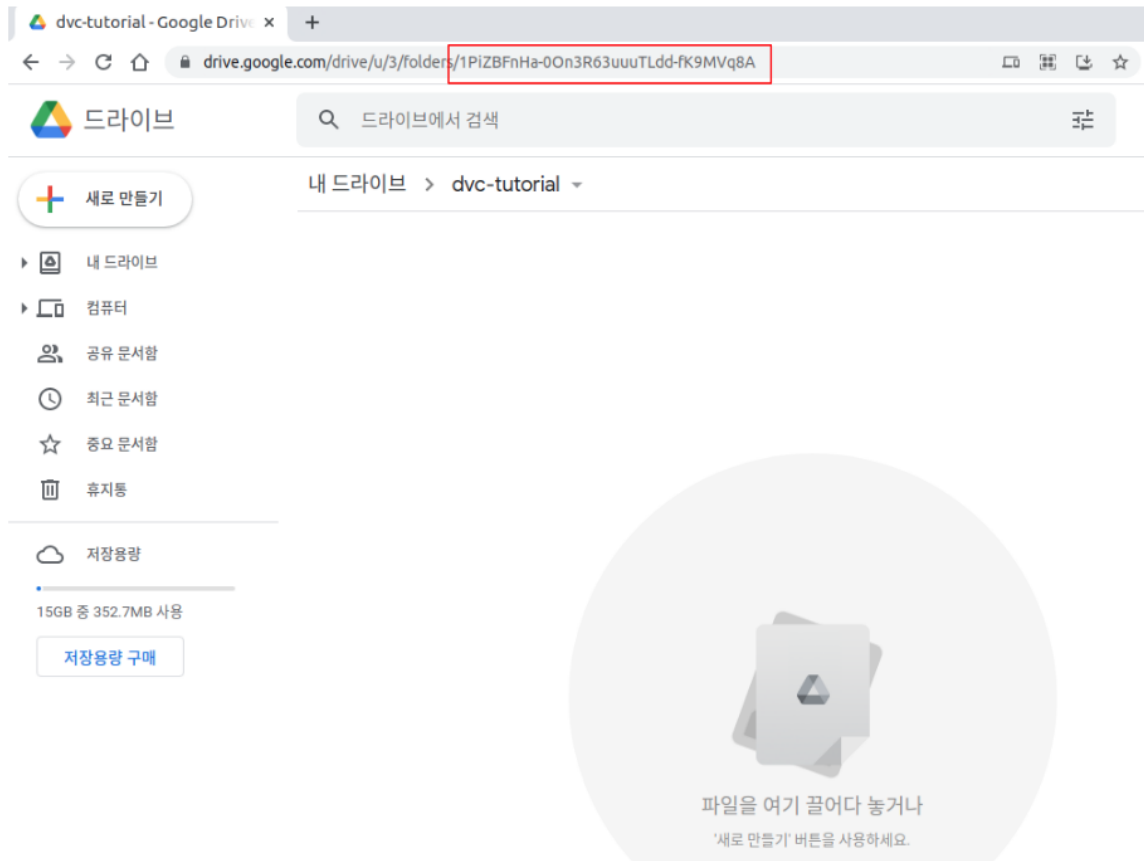 dvc-tutorial - Google Drive
drive.google.com/drive/u/3/folders/1PiZBFnHa-0On3R63uuuTLdd-fK9MVq8A
드라이브
드라이브에서 검색
새로 만들기
내 드라이브 > dvc-tutorial
내 드라이브
컴퓨터
공유 문서함
최근 문서함
중요 문서함
휴지통
저장용량
15GB 중 352.7MB 사용
저장용량 구매
파일을 여기 끌어다 놓거나
'새로 만들기' 버튼을 사용하세요.